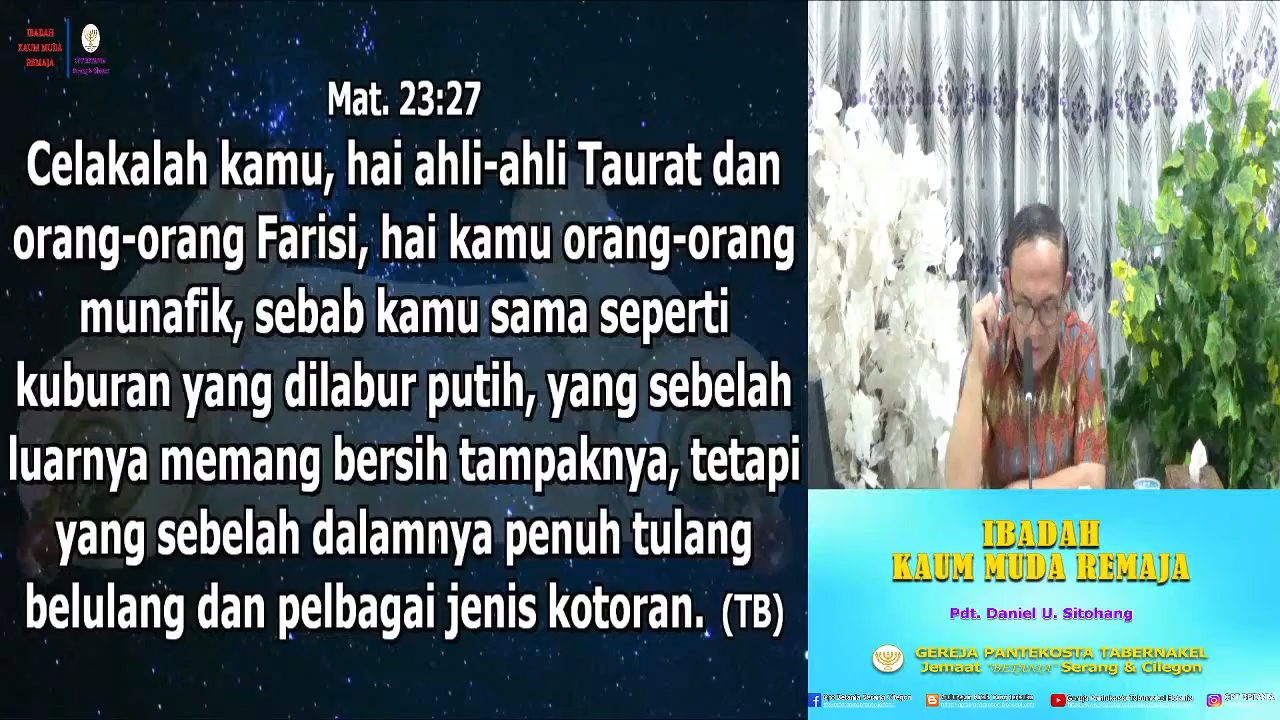 IBADAH
KAUM MUDA
REMAJA
Mat. 23:27
Celakalah kamu, hai ahli-ahli Taurat dan
orang-orang Farisi, hai kamu orang-orang
munafik, sebab kamu sama seperti
kuburan yang dilabur putih, yang sebelah
luarnya memang bersih tampaknya, tetapi
yang sebelah dalamnya penuh tulang
belulang dan pelbagai jenis kotoran. (TB)
IBADAH
KAUM MUDA REMAJA
Pdt. Daniel U. Sitohang
GEREJA PANTEKOSTA TABERNAKEL
Jemaat "BETANIA" Serang & Cilegon